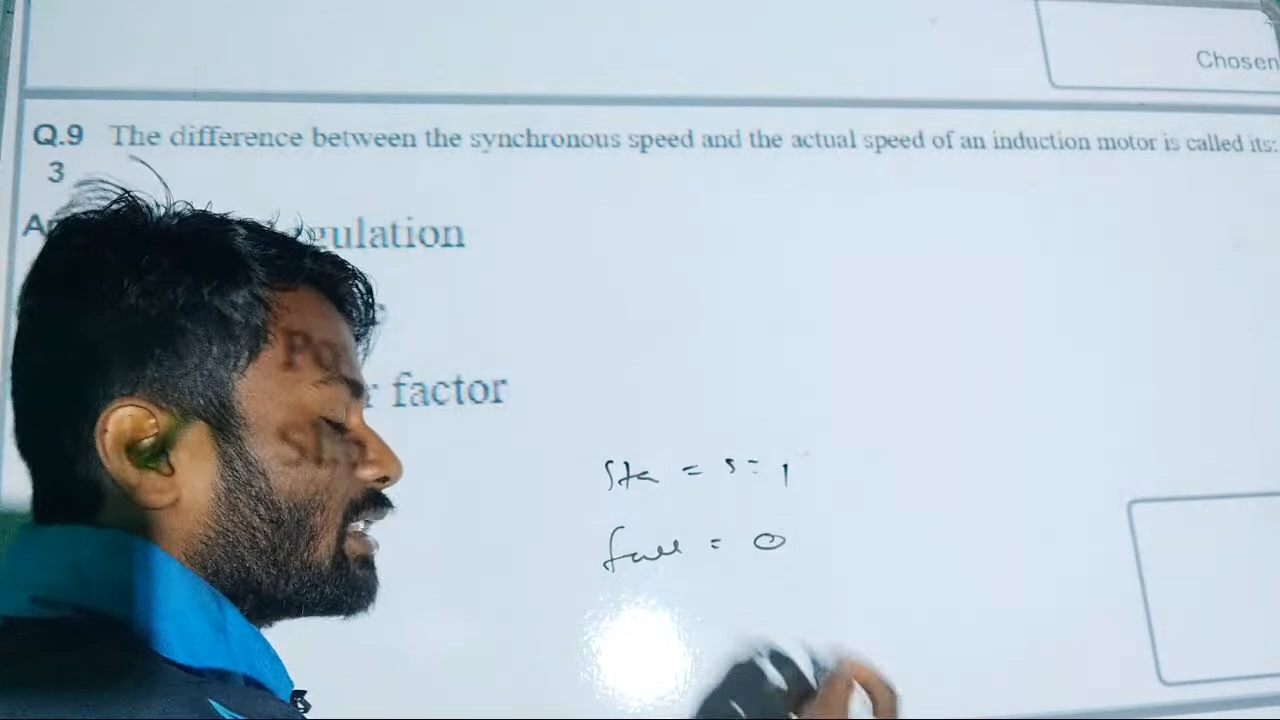 Chosen
Q.9 The difference between the synchronous speed and the actual speed of an induction motor is called its:
3
gulation
r factor
Sta = s = 1
full = 0